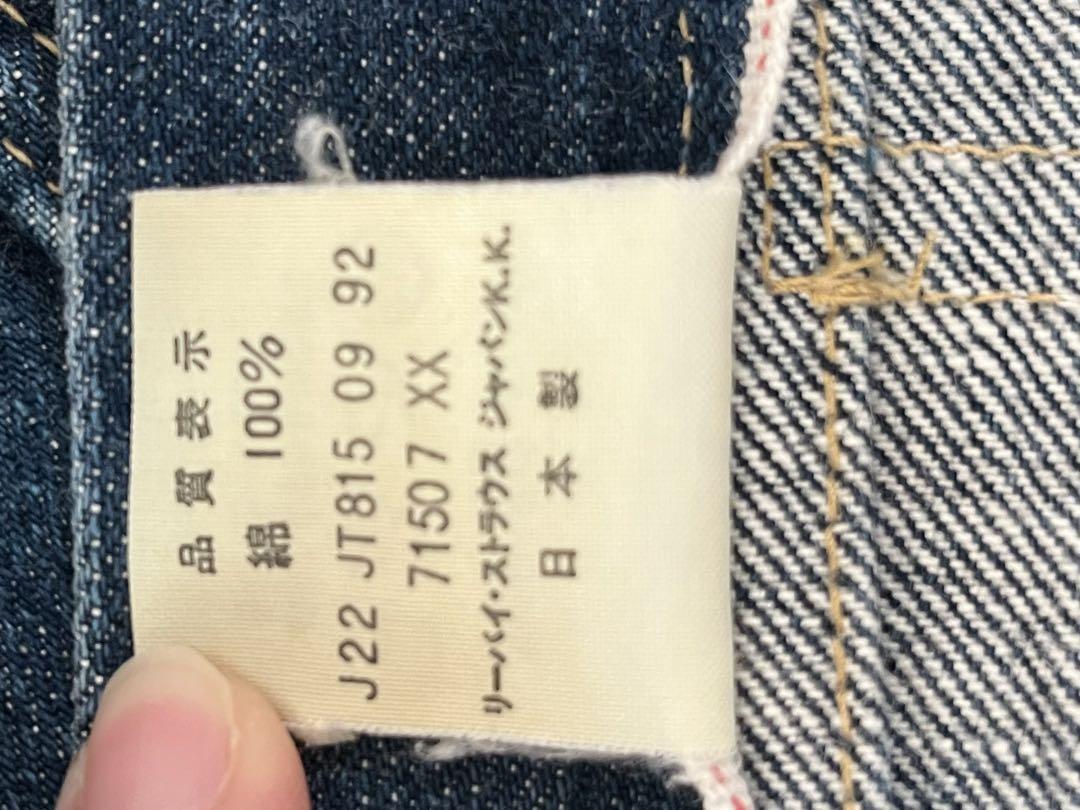 品質表示
綿 100%
J22 JT815 09 92
71507 XX
リーバイ・ストラウス ジャパンK.K.
日本製